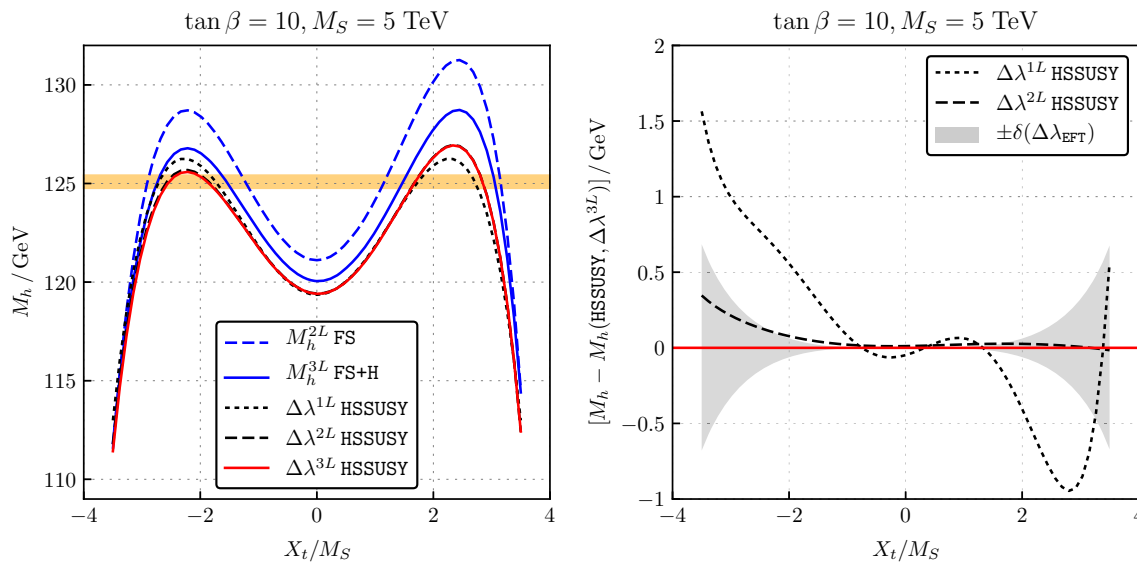 tan β = 10, M_S = 5 TeV
M_h / GeV
130
125
120
115
110
M_h^{2L} FS
M_h^{3L} FS+H
Δλ^{1L} HSSUSY
Δλ^{2L} HSSUSY
Δλ^{3L} HSSUSY
−4
−2
0
2
4
X_t/M_S
tan β = 10, M_S = 5 TeV
[M_h − M_h(HSSUSY, Δλ^{3L})] / GeV
2
1.5
1
0.5
0
−0.5
−1
Δλ^{1L} HSSUSY
Δλ^{2L} HSSUSY
±δ(Δλ_{EFT})
−4
−2
0
2
4
X_t/M_S